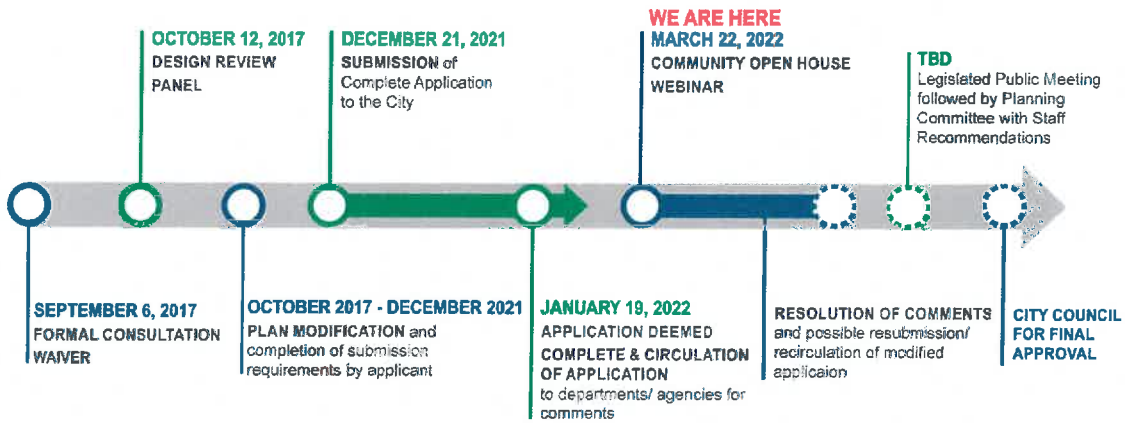 OCTOBER 12, 2017
DESIGN REVIEW
PANEL
DECEMBER 21, 2021
SUBMISSION of
Complete Application
to the City
WE ARE HERE
MARCH 22, 2022
COMMUNITY OPEN HOUSE
WEBINAR
TBD
Legislated Public Meeting
followed by Planning
Committee with Staff
Recommendations
SEPTEMBER 6, 2017
FORMAL CONSULTATION
WAIVER
OCTOBER 2017 - DECEMBER 2021
PLAN MODIFICATION and
completion of submission
requirements by applicant
JANUARY 19, 2022
APPLICATION DEEMED
COMPLETE & CIRCULATION
OF APPLICATION
to departments/ agencies for
comments
RESOLUTION OF COMMENTS
and possible resubmission/
recirculation of modified
applicaion
CITY COUNCIL
FOR FINAL
APPROVAL